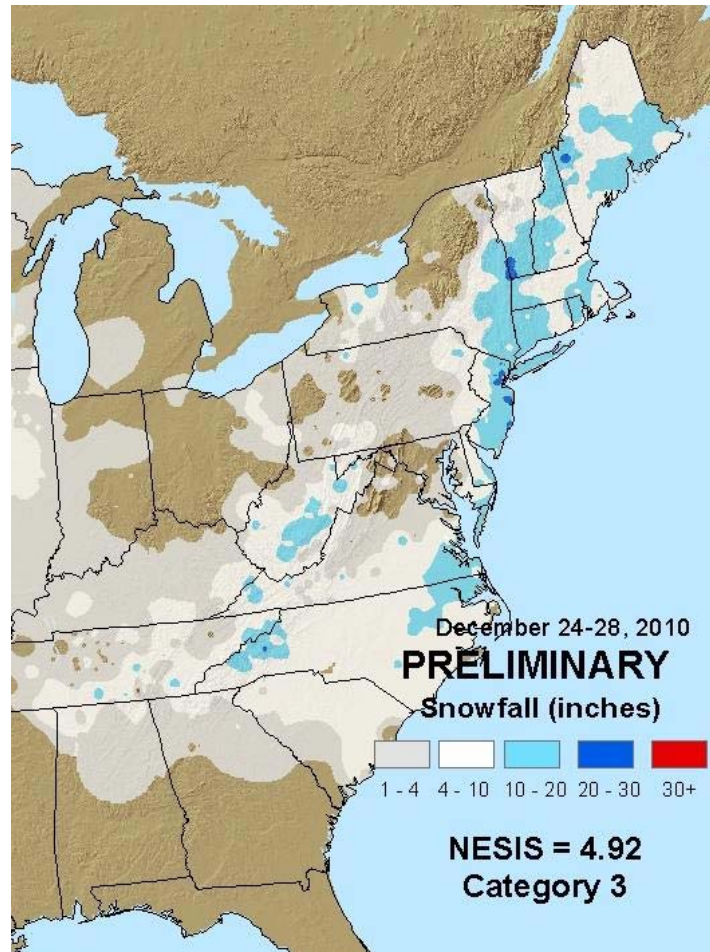 December 24-28, 2010
PRELIMINARY
Snowfall (inches)
1 - 4 4 - 10 10 - 20 20 - 30 30+
NESIS = 4.92
Category 3